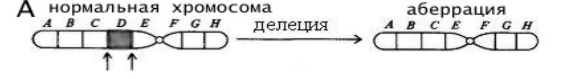 А нормальная хромосома
аберрация
A B C D E F G H
делеция
A B C E F G H